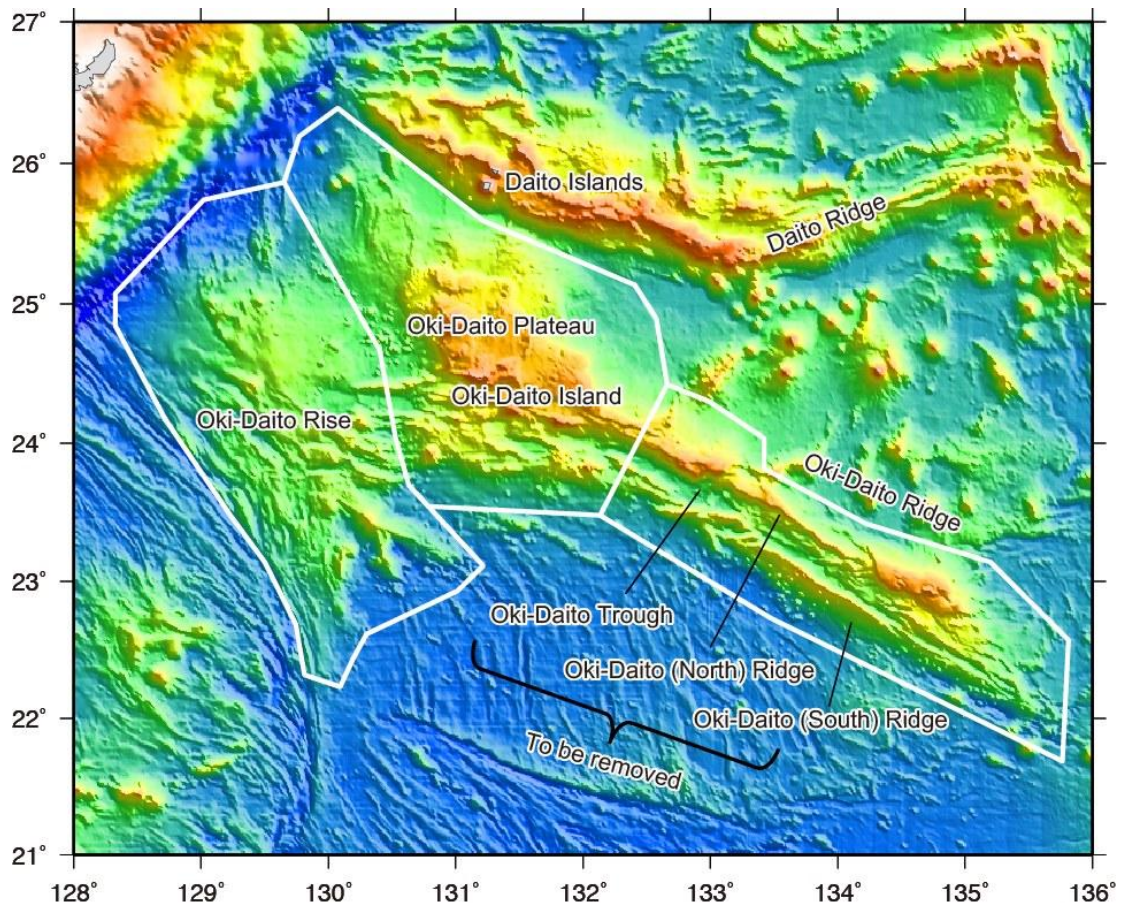 27°
26°
25°
24°
23°
22°
21°
Daito Islands
Daito Ridge
Oki-Daito Plateau
Oki-Daito Island
Oki-Daito Rise
Oki-Daito Ridge
Oki-Daito Trough
Oki-Daito (North) Ridge
Oki-Daito (South) Ridge
To be removed
128°
129°
130°
131°
132°
133°
134°
135°
136°